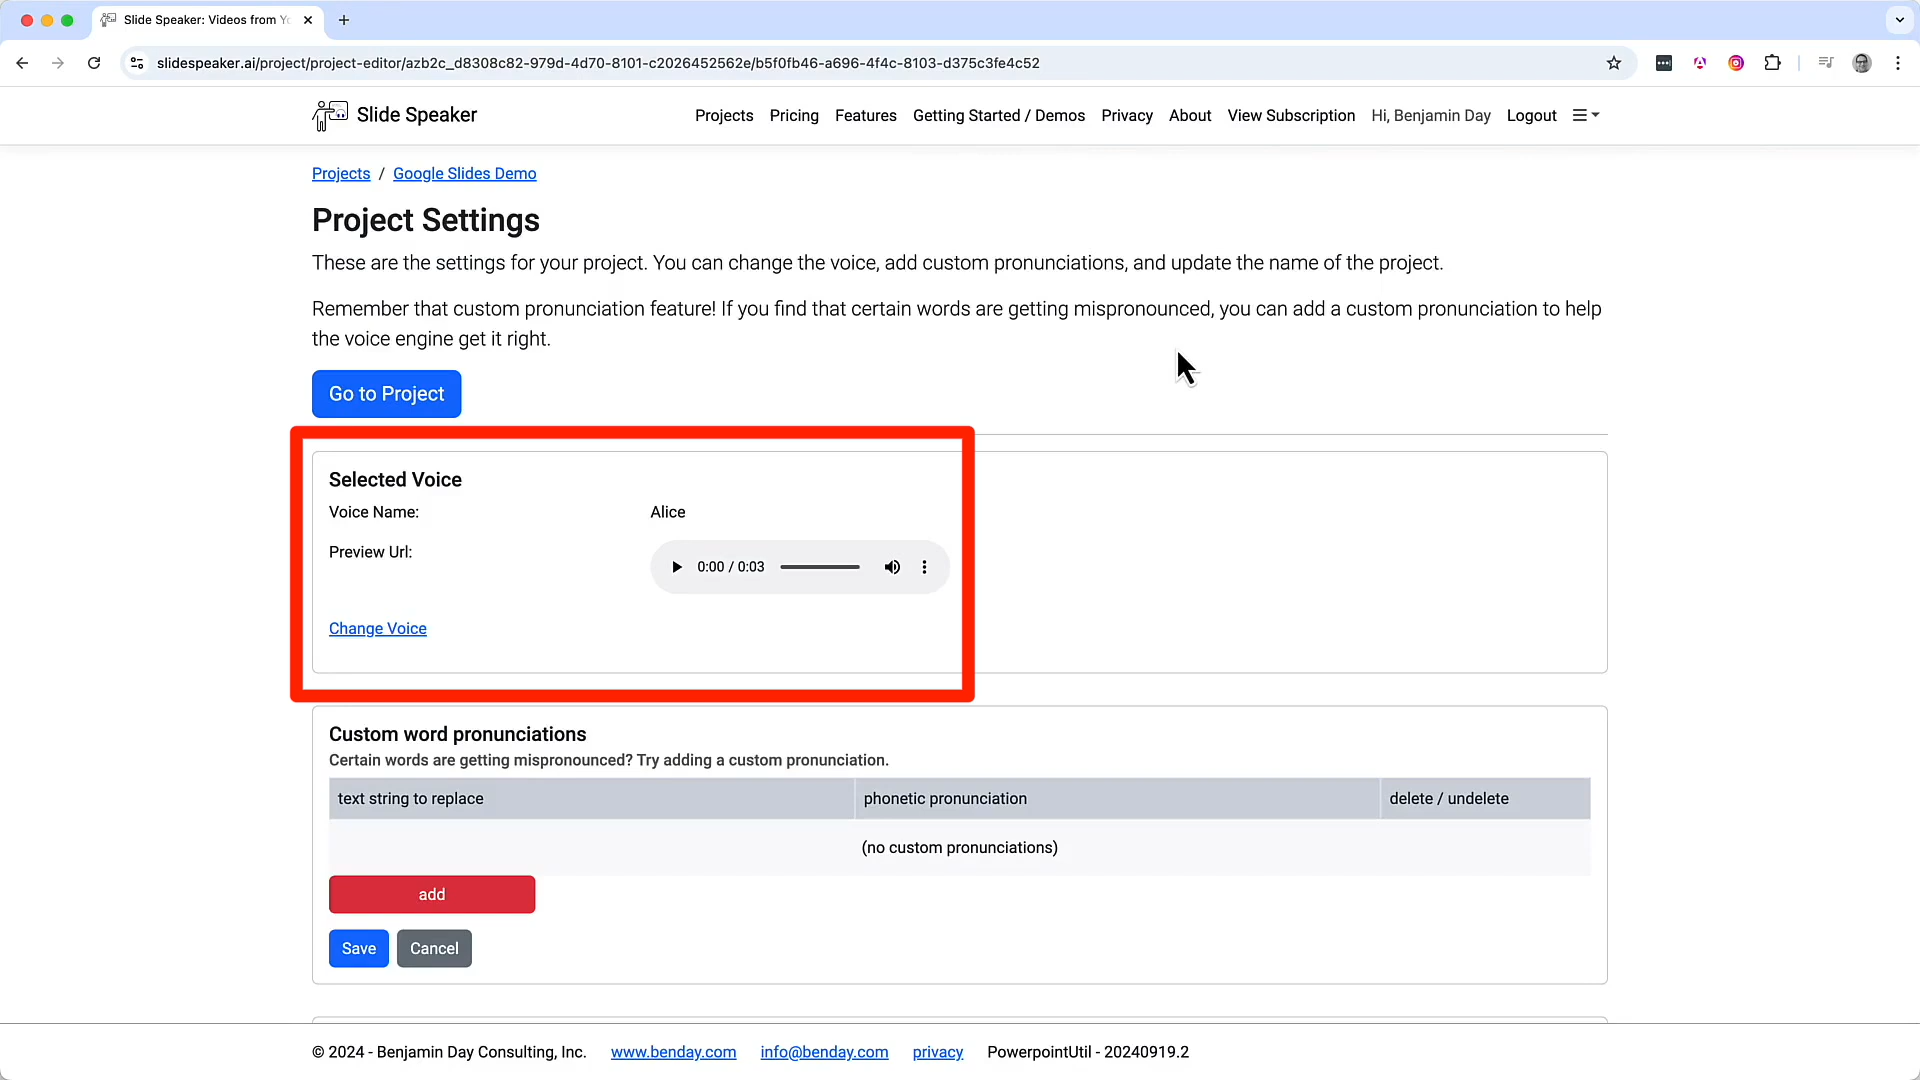 Slide Speaker: Videos from Yo
slidespeaker.ai/project/project-editor/azb2c_d8308c82-979d-4d70-8101-c2026452562e/b5f0fb46-a696-4f4c-8103-d375c3fe4c52
Slide Speaker Projects Pricing Features Getting Started / Demos Privacy About View Subscription Hi, Benjamin Day Logout
Projects / Google Slides Demo
Project Settings
These are the settings for your project. You can change the voice, add custom pronunciations, and update the name of the project.
Remember that custom pronunciation feature! If you find that certain words are getting mispronounced, you can add a custom pronunciation to help
the voice engine get it right.
Go to Project
Selected Voice
Voice Name: Alice
Preview Url: 0:00 / 0:03
Change Voice
Custom word pronunciations
Certain words are getting mispronounced? Try adding a custom pronunciation.
text string to replace phonetic pronunciation delete / undelete
(no custom pronunciations)
add
Save Cancel
© 2024 - Benjamin Day Consulting, Inc. www.benday.com info@benday.com privacy PowerpointUtil - 20240919.2